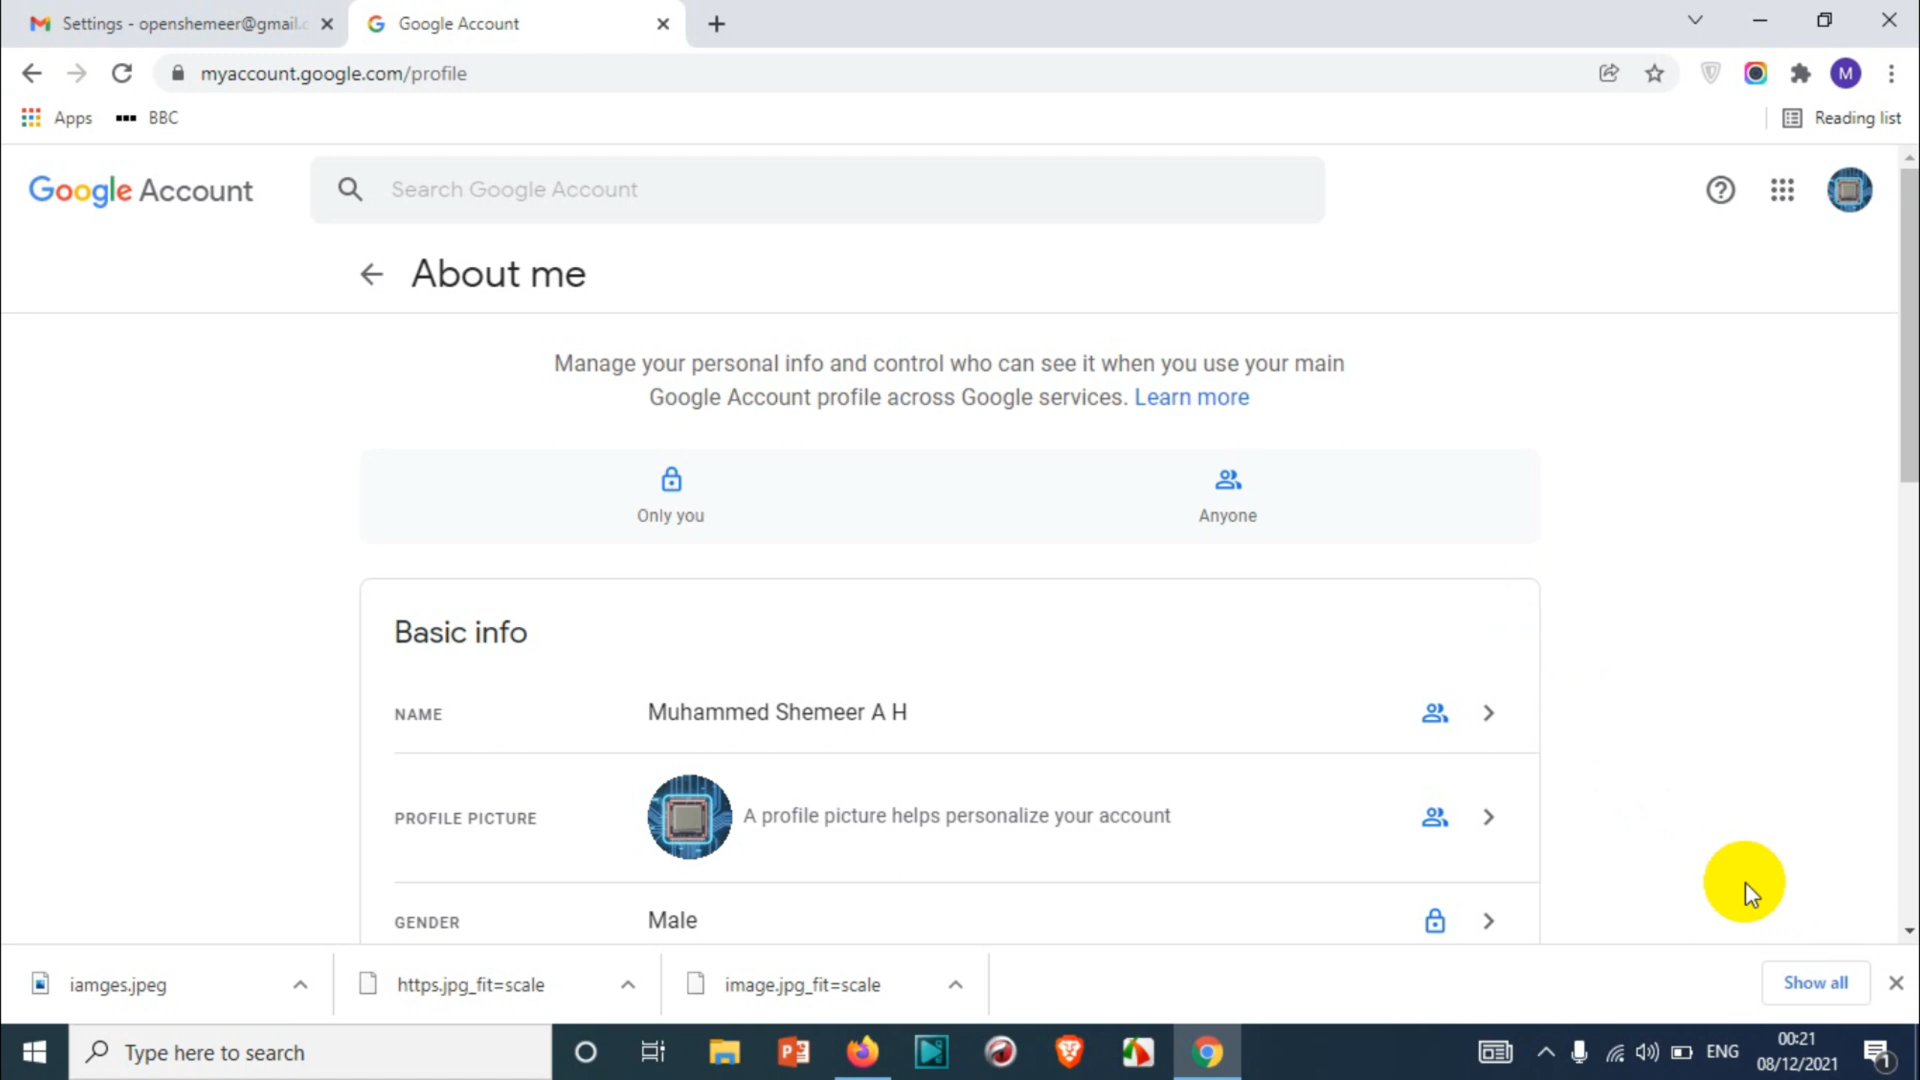 Settings - openshemeer@gmail.c
Google Account
myaccount.google.com/profile
M
Apps
BBC
Reading list
Google Account
Search Google Account
About me
Manage your personal info and control who can see it when you use your main
Google Account profile across Google services. Learn more
Only you
Anyone
Basic info
NAME
Muhammed Shemeer A H
PROFILE PICTURE
A profile picture helps personalize your account
GENDER
Male
iamges.jpeg
https.jpg_fit=scale
image.jpg_fit=scale
Show all
Type here to search
ENG
00:21
08/12/2021
1